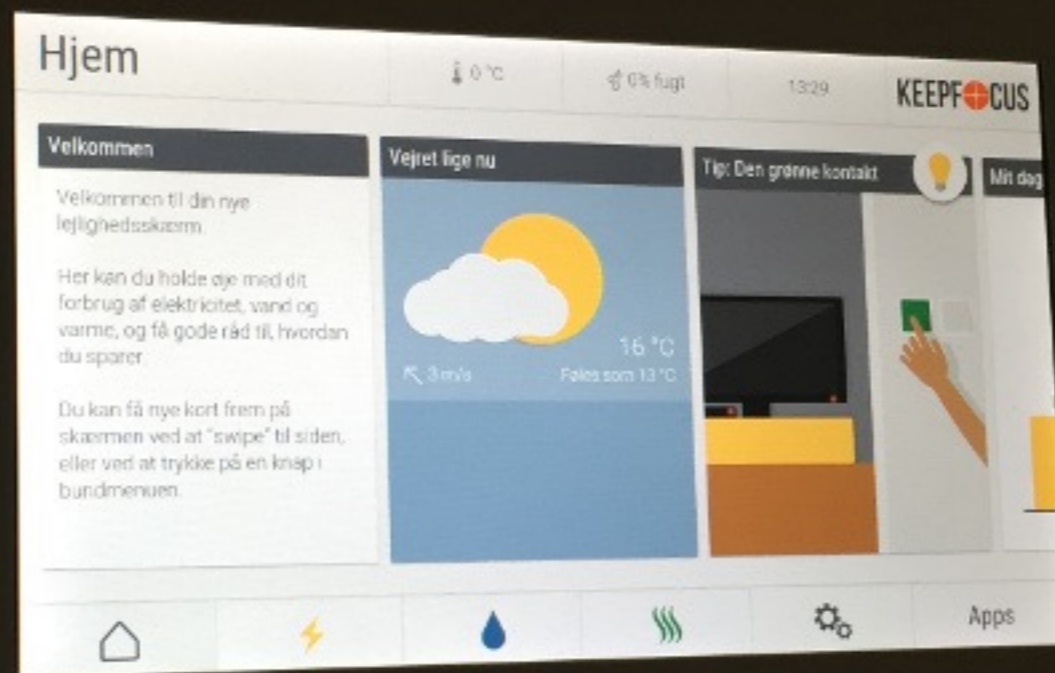 Hjem
0 °C
0% fugt
13:29
KEEPFOCUS
Velkommen
Velkommen til din nye
lejlighedsskærm.
Her kan du holde øje med dit
forbrug af elektricitet, vand og
varme, og få gode råd til, hvordan
du sparer.
Du kan få nye kort frem på
skærmen ved at "swipe" til siden,
eller ved at trykke på en knap i
bundmenuen.
Vejret lige nu
16 °C
3 m/s
Føles som 13 °C
Tip: Den grønne kontakt
Mit dag
Apps